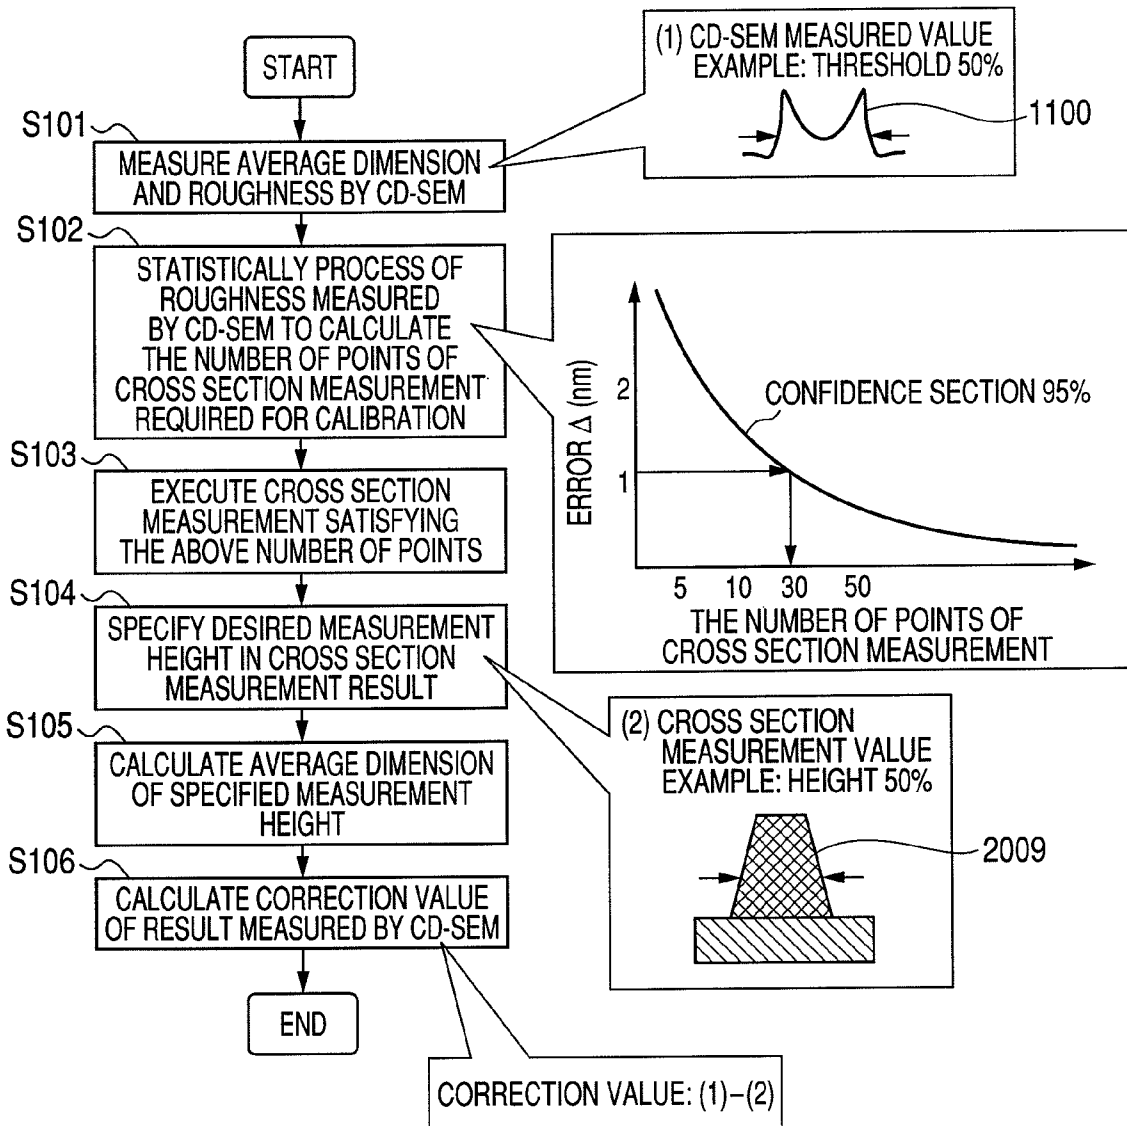 START
S101
MEASURE AVERAGE DIMENSION
AND ROUGHNESS BY CD-SEM
(1) CD-SEM MEASURED VALUE
EXAMPLE: THRESHOLD 50%
1100
S102
STATISTICALLY PROCESS OF
ROUGHNESS MEASURED
BY CD-SEM TO CALCULATE
THE NUMBER OF POINTS OF
CROSS SECTION MEASUREMENT
REQUIRED FOR CALIBRATION
ERROR Δ (nm)
2
1
CONFIDENCE SECTION 95%
5 10 30 50
THE NUMBER OF POINTS OF
CROSS SECTION MEASUREMENT
S103
EXECUTE CROSS SECTION
MEASUREMENT SATISFYING
THE ABOVE NUMBER OF POINTS
S104
SPECIFY DESIRED MEASUREMENT
HEIGHT IN CROSS SECTION
MEASUREMENT RESULT
(2) CROSS SECTION
MEASUREMENT VALUE
EXAMPLE: HEIGHT 50%
2009
S105
CALCULATE AVERAGE DIMENSION
OF SPECIFIED MEASUREMENT
HEIGHT
S106
CALCULATE CORRECTION VALUE
OF RESULT MEASURED BY CD-SEM
END
CORRECTION VALUE: (1)–(2)